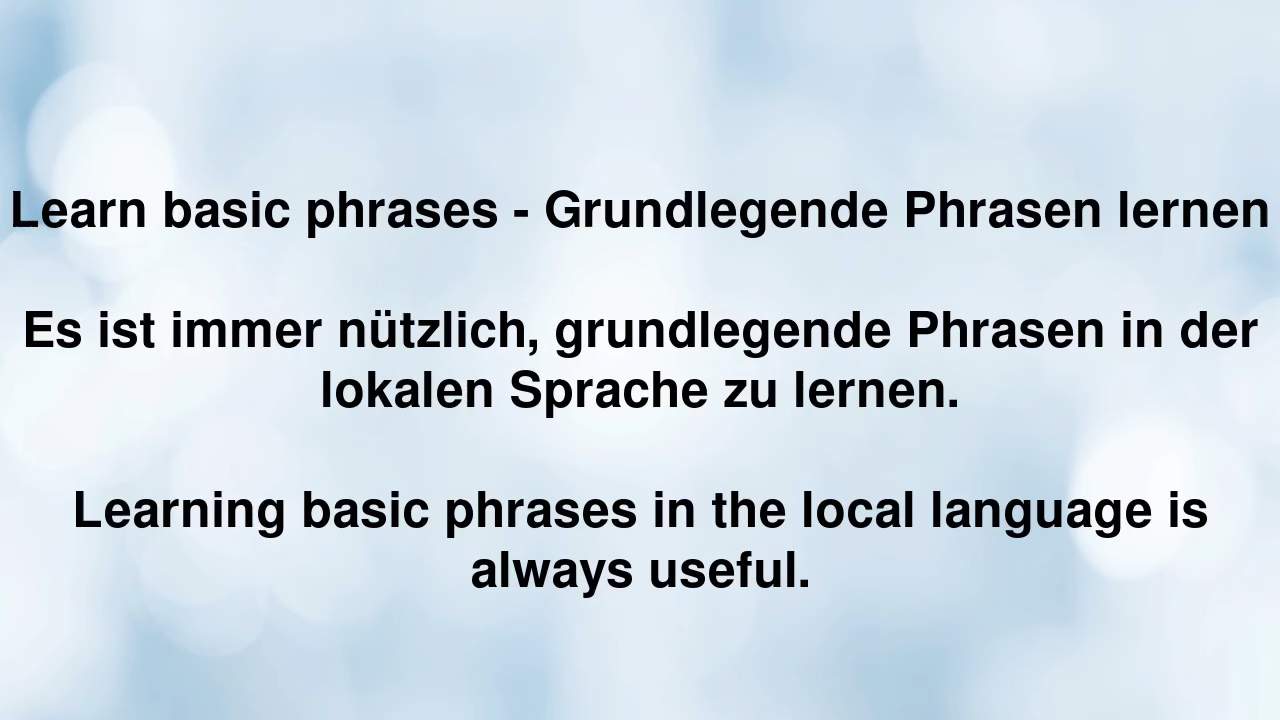 Learn basic phrases - Grundlegende Phrasen lernen
Es ist immer nützlich, grundlegende Phrasen in der
lokalen Sprache zu lernen.
Learning basic phrases in the local language is
always useful.